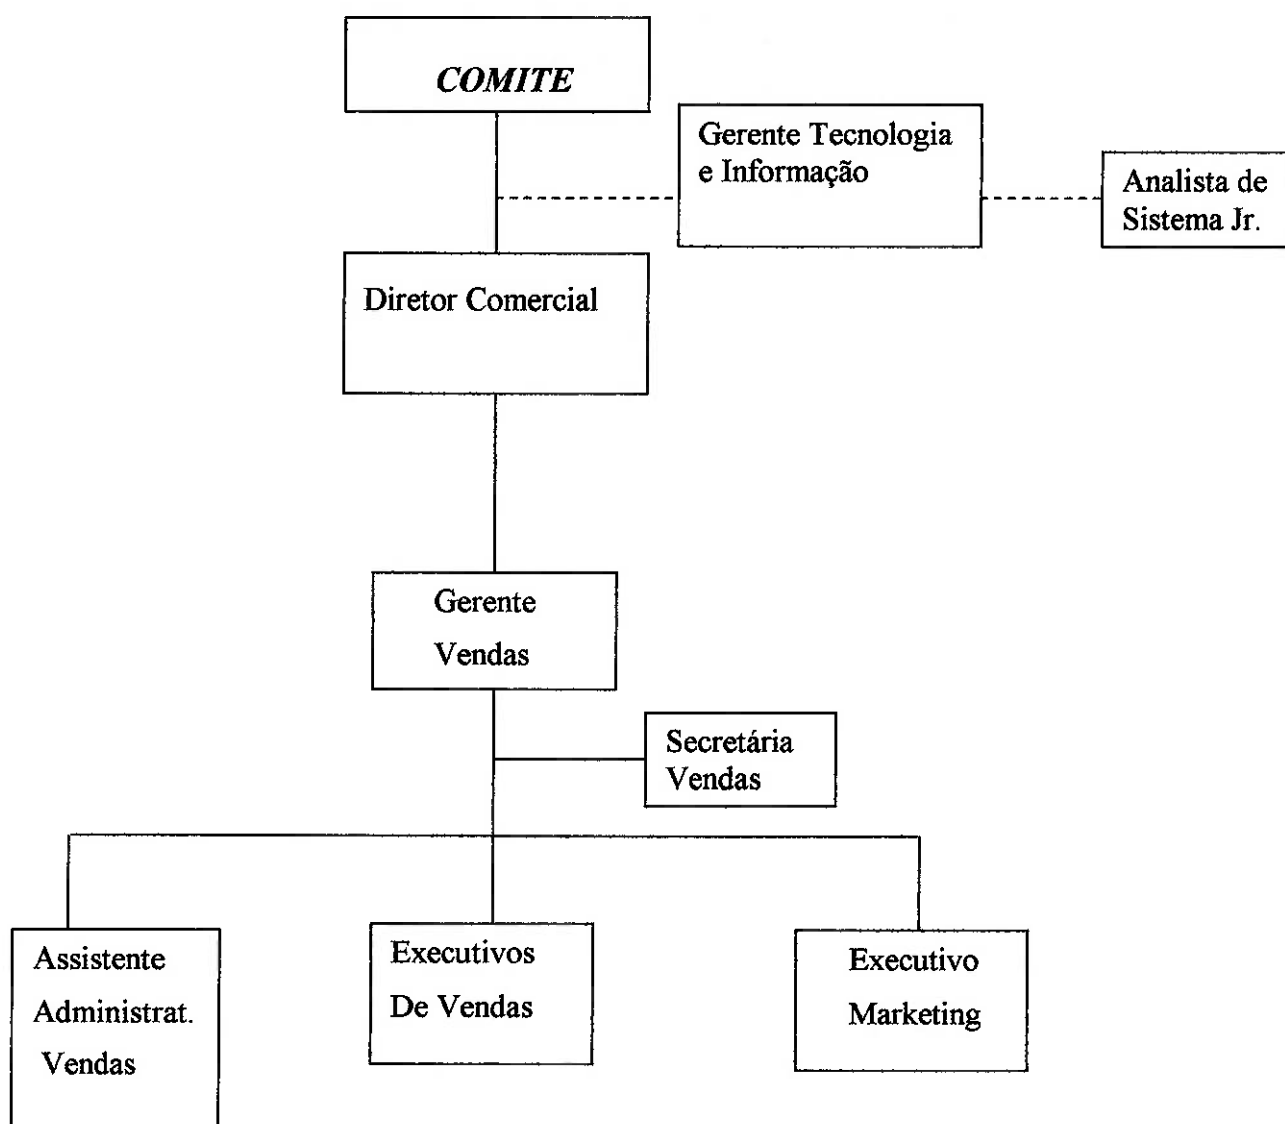 COMITE
Gerente Tecnologia
e Informação
Analista de
Sistema Jr.
Diretor Comercial
Gerente
Vendas
Secretária
Vendas
Assistente
Administrat.
Vendas
Executivos
De Vendas
Executivo
Marketing